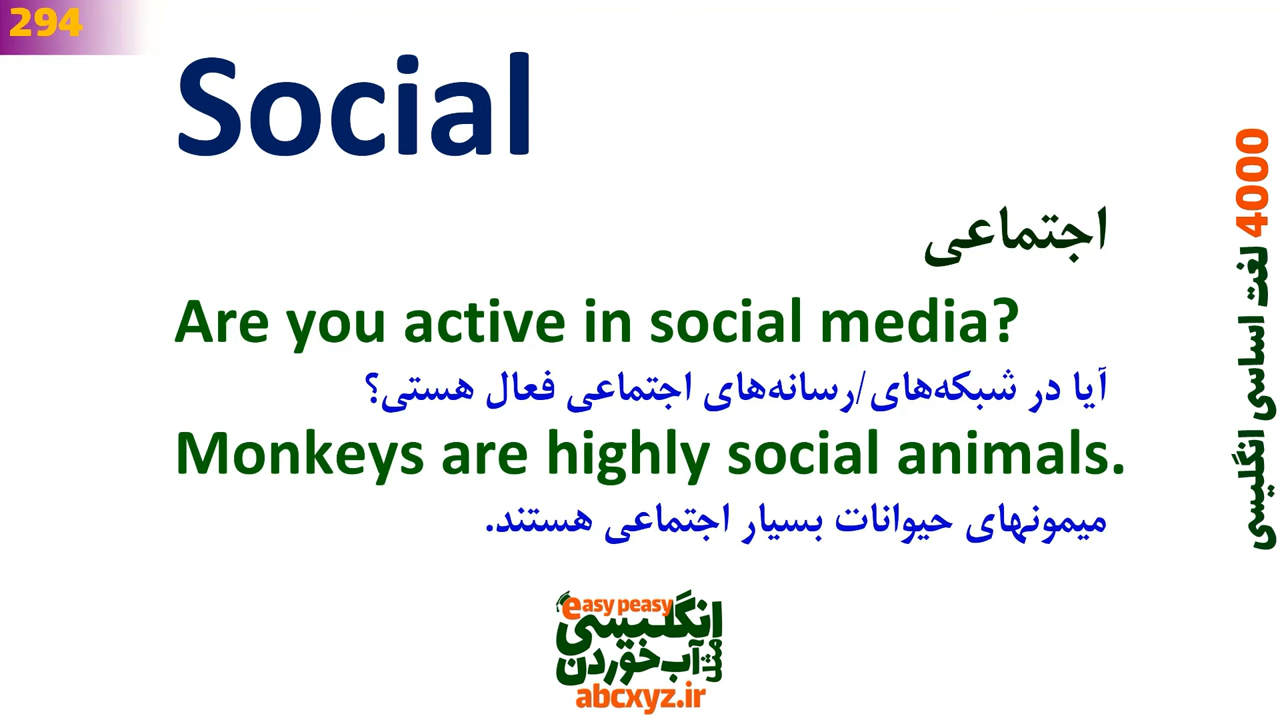 294
Social
اجتماعی
Are you active in social media?
آیا در شبکه‌های/رسانه‌های اجتماعی فعال هستی؟
Monkeys are highly social animals.
میمونهای حیوانات بسیار اجتماعی هستند.
4000 لغت اساسی انگلیسی
easy peasy
انگلیسی
مثل آب خوردن
abcxyz.ir